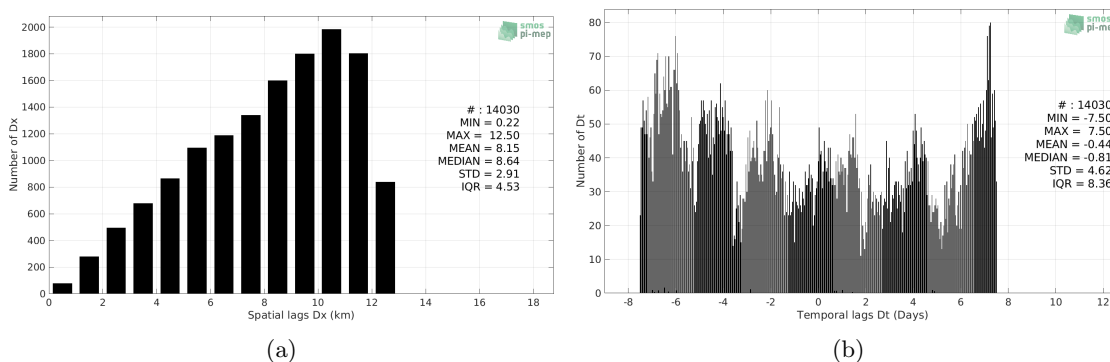 2000
1800
1600
1400
1200
1000
800
600
400
200
0
Number of Dx
smos
pi-mep
# : 14030
MIN = 0.22
MAX = 12.50
MEAN = 8.15
MEDIAN = 8.64
STD = 2.91
IQR = 4.53
0 2 4 6 8 10 12 14 16 18
Spatial lags Dx (km)
(a)
80
70
60
50
40
30
20
10
0
Number of Dt
smos
pi-mep
# : 14030
MIN = -7.50
MAX = 7.50
MEAN = -0.44
MEDIAN = -0.81
STD = 4.62
IQR = 8.36
-8 -6 -4 -2 0 2 4 6 8 10 12
Temporal lags Dt (Days)
(b)